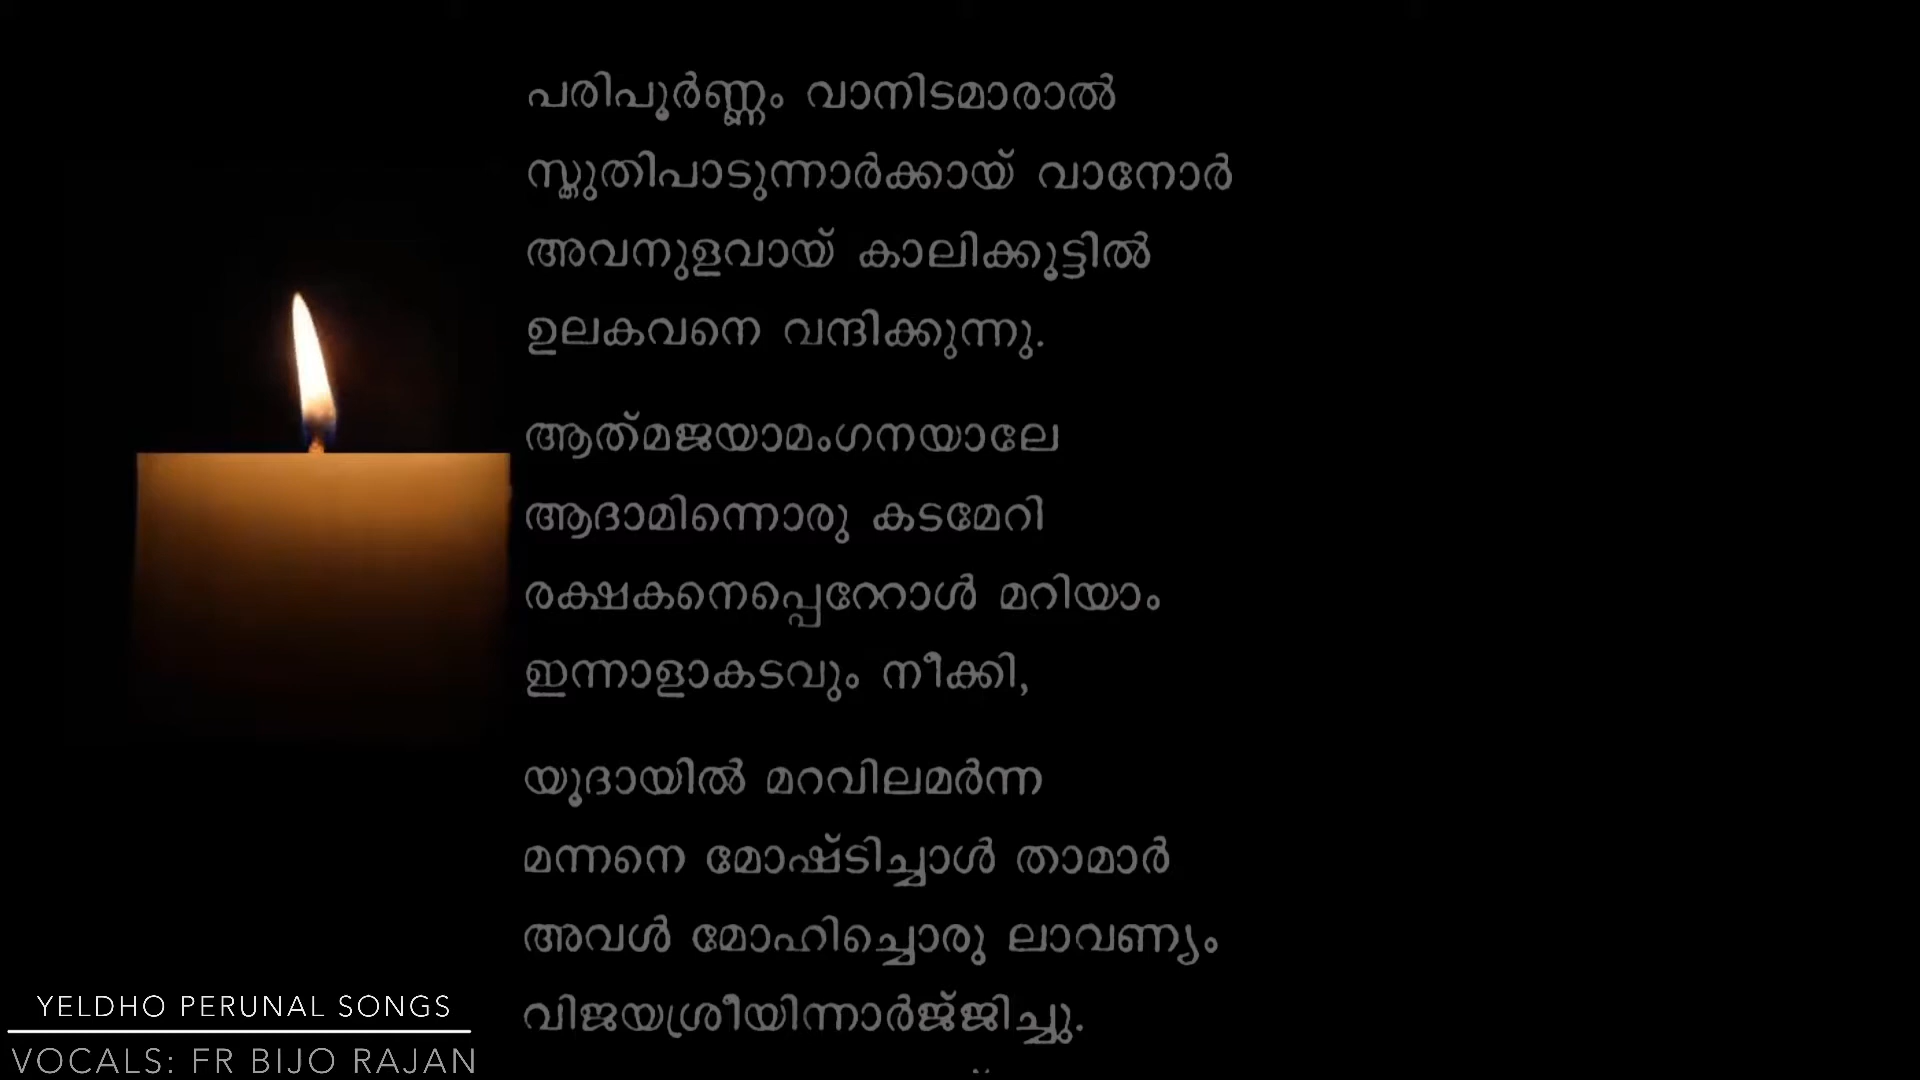 പരിപൂർണ്ണം വാനിടമാരാൽ
സ്തുതിപാടുന്നാർക്കായ് വാനോർ
അവനുളവായ് കാലിക്കൂട്ടിൽ
ഉലകവനെ വന്ദിക്കുന്നു.
ആത്മജയാമംഗനയാലേ
ആദാമിന്നൊരു കടമേറി
രക്ഷകനെപ്പെറ്റോൾ മറിയാം
ഇന്നാളാകടവും നീക്കി,
യൂദായിൽ മറവിലമർന്ന
മന്നനെ മോഷ്ടിച്ചാൾ താമാർ
അവൾ മോഹിച്ചൊരു ലാവണ്യം
വിജയശ്രീയിന്നാർജ്ജിച്ചു.
YELDHO PERUNAL SONGS
VOCALS: FR BIJO RAJAN